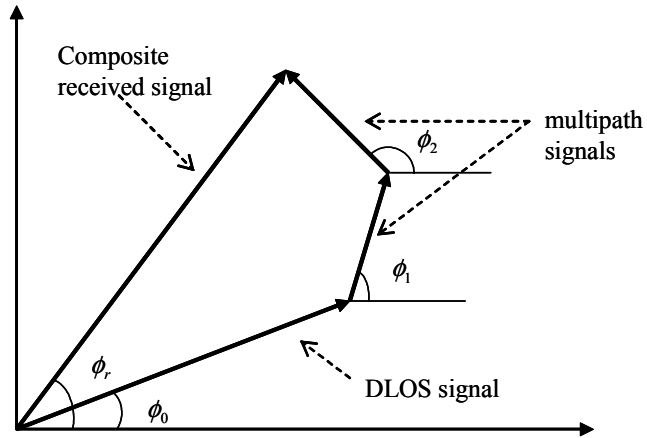 Composite
received signal
multipath
signals
ϕ₂
ϕ₁
ϕᵣ
ϕ₀
DLOS signal